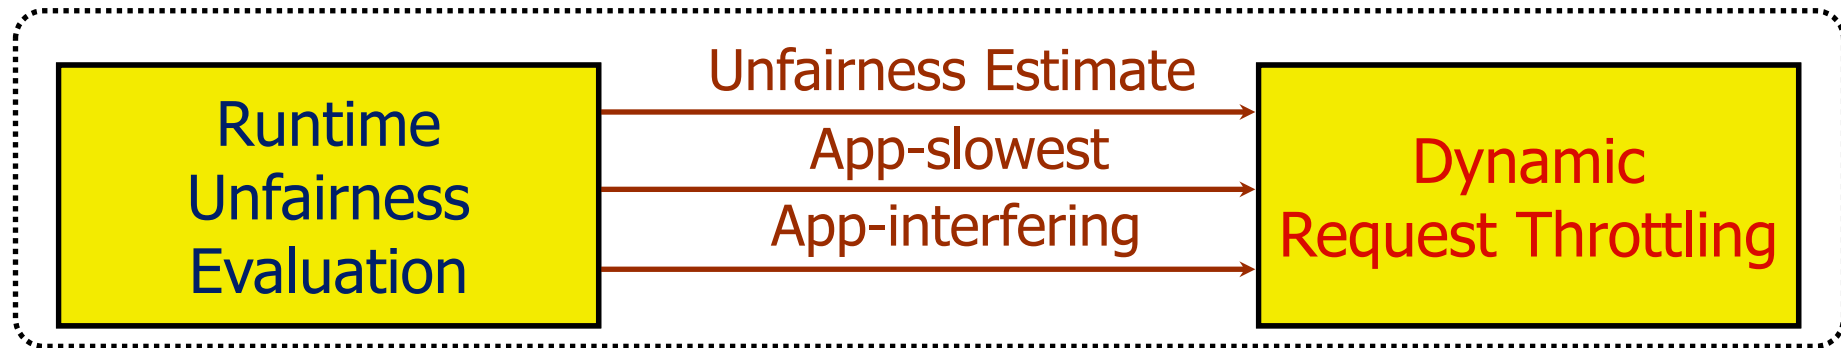 Runtime
Unfairness
Evaluation
Unfairness Estimate
App-slowest
App-interfering
Dynamic
Request Throttling